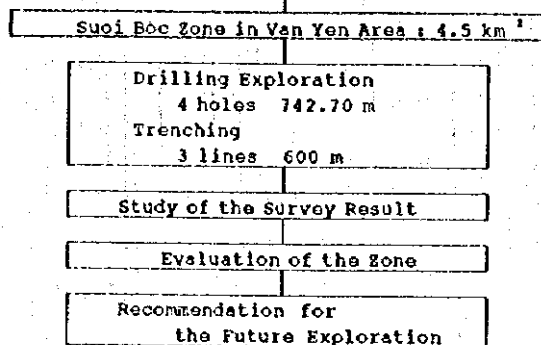 Suoi Boc Zone in Van Yen Area : 4.5 km²
Drilling Exploration
4 holes 742.70 m
Trenching
3 lines 600 m
Study of the Survey Result
Evaluation of the Zone
Recommendation for
the Future Exploration